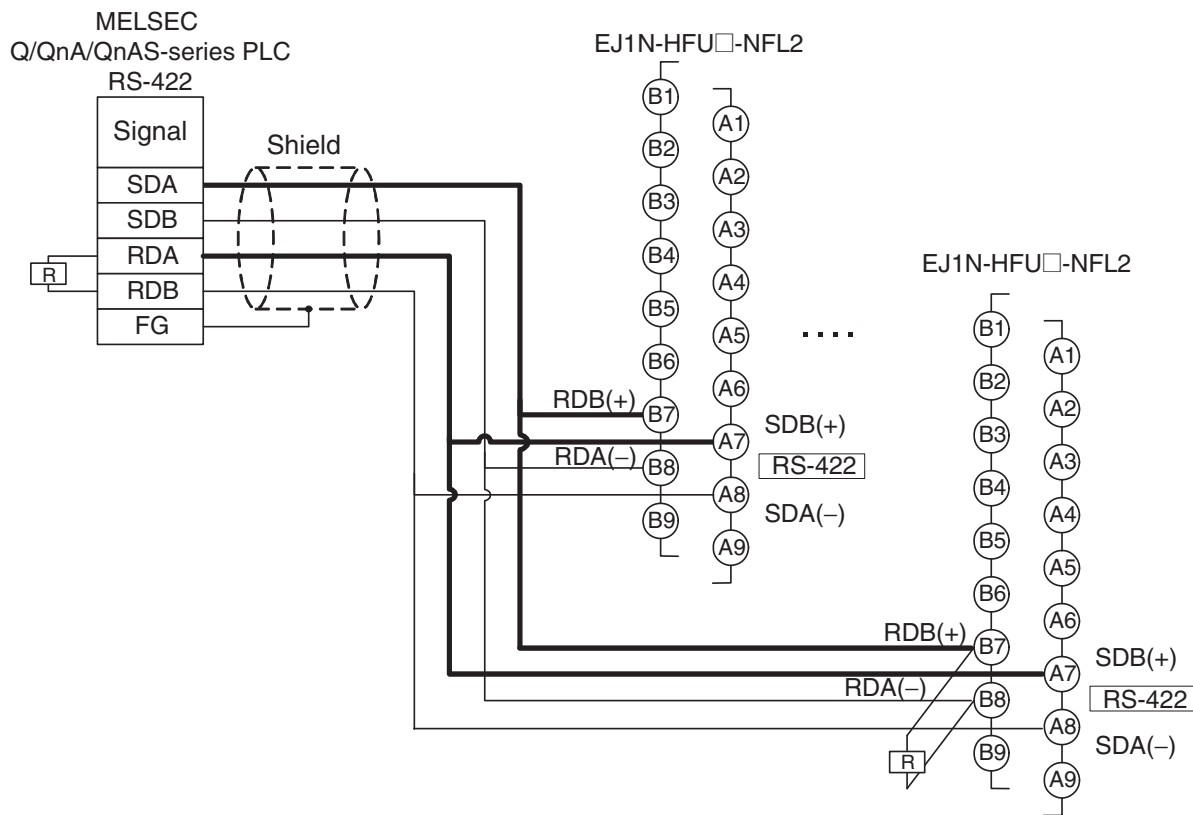 MELSEC
Q/QnA/QnAS-series PLC
RS-422
Signal
SDA
SDB
RDA
RDB
FG
R
Shield
EJ1N-HFU□-NFL2
B1
B2
B3
B4
B5
B6
B7
B8
B9
A1
A2
A3
A4
A5
A6
A7
A8
A9
RDB(+)
RDA(–)
SDB(+)
RS-422
SDA(–)
EJ1N-HFU□-NFL2
B1
B2
B3
B4
B5
B6
B7
B8
B9
A1
A2
A3
A4
A5
A6
A7
A8
A9
RDB(+)
RDA(–)
SDB(+)
RS-422
SDA(–)
R